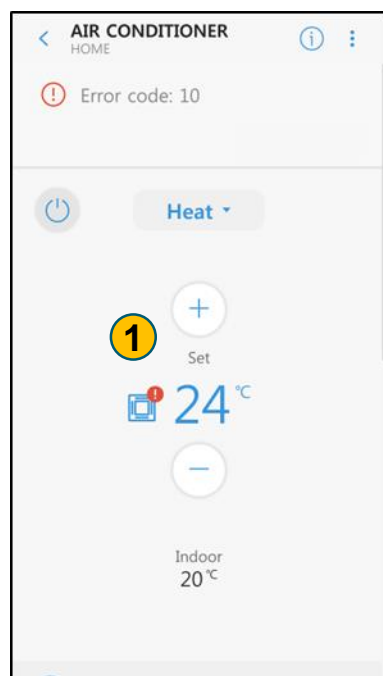 AIR CONDITIONER
HOME
Error code: 10
Heat
1
Set
24 ℃
Indoor
20 ℃